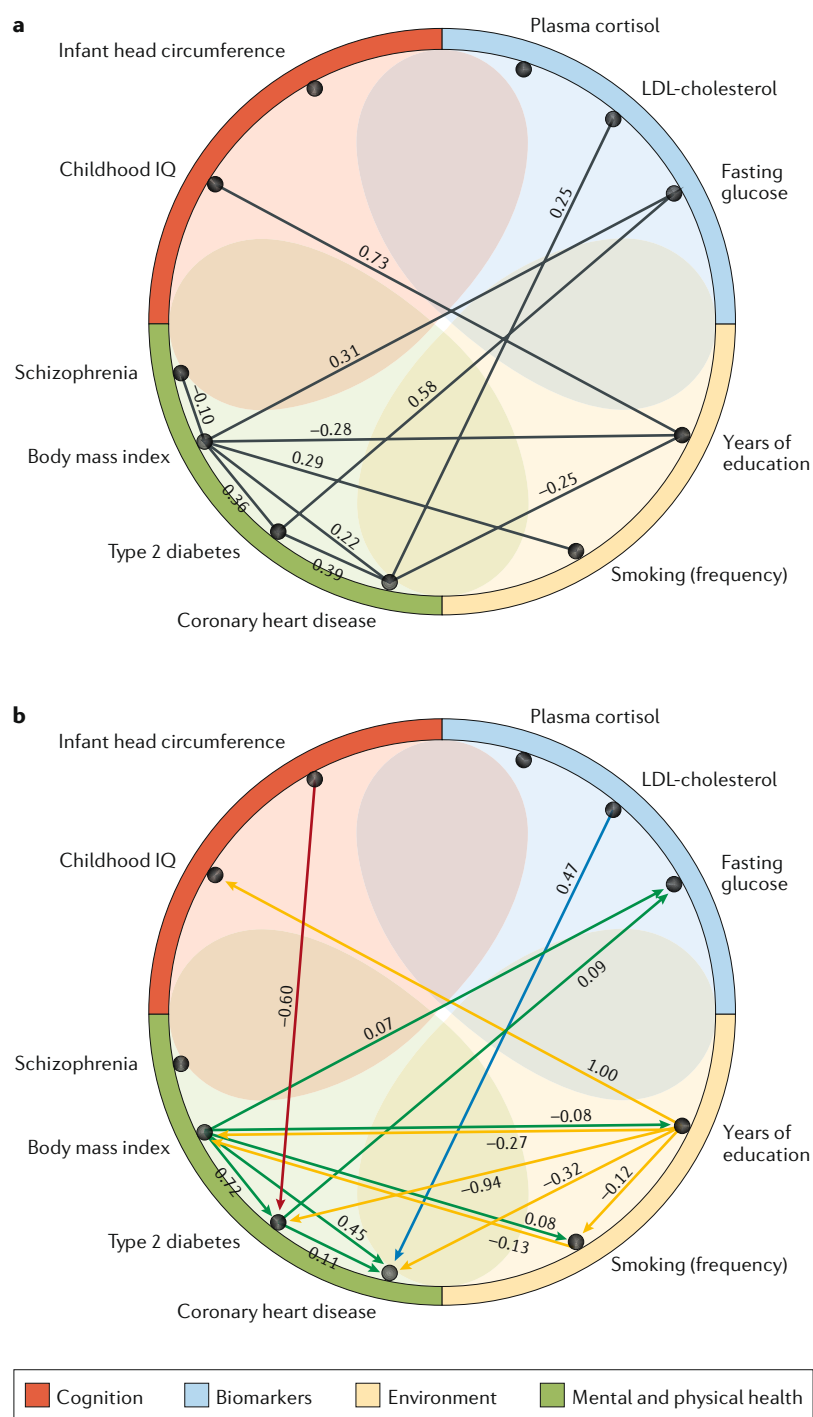 a
Plasma cortisol
Infant head circumference
LDL-cholesterol
Childhood IQ
Fasting
glucose
0.25
0.73
0.31
0.58
Schizophrenia
−0.10
−0.28
Body mass index
Years of
education
0.29
−0.25
0.36
0.22
Type 2 diabetes
0.39
Smoking (frequency)
Coronary heart disease
b
Plasma cortisol
Infant head circumference
LDL-cholesterol
Childhood IQ
Fasting
glucose
0.47
0.09
−0.60
0.07
Schizophrenia
1.00
−0.08
Body mass index
−0.27
Years of
education
0.72
−0.94
−0.32
−0.12
0.45
0.08
Type 2 diabetes
−0.13
0.11
Smoking (frequency)
Coronary heart disease
Cognition
Biomarkers
Environment
Mental and physical health